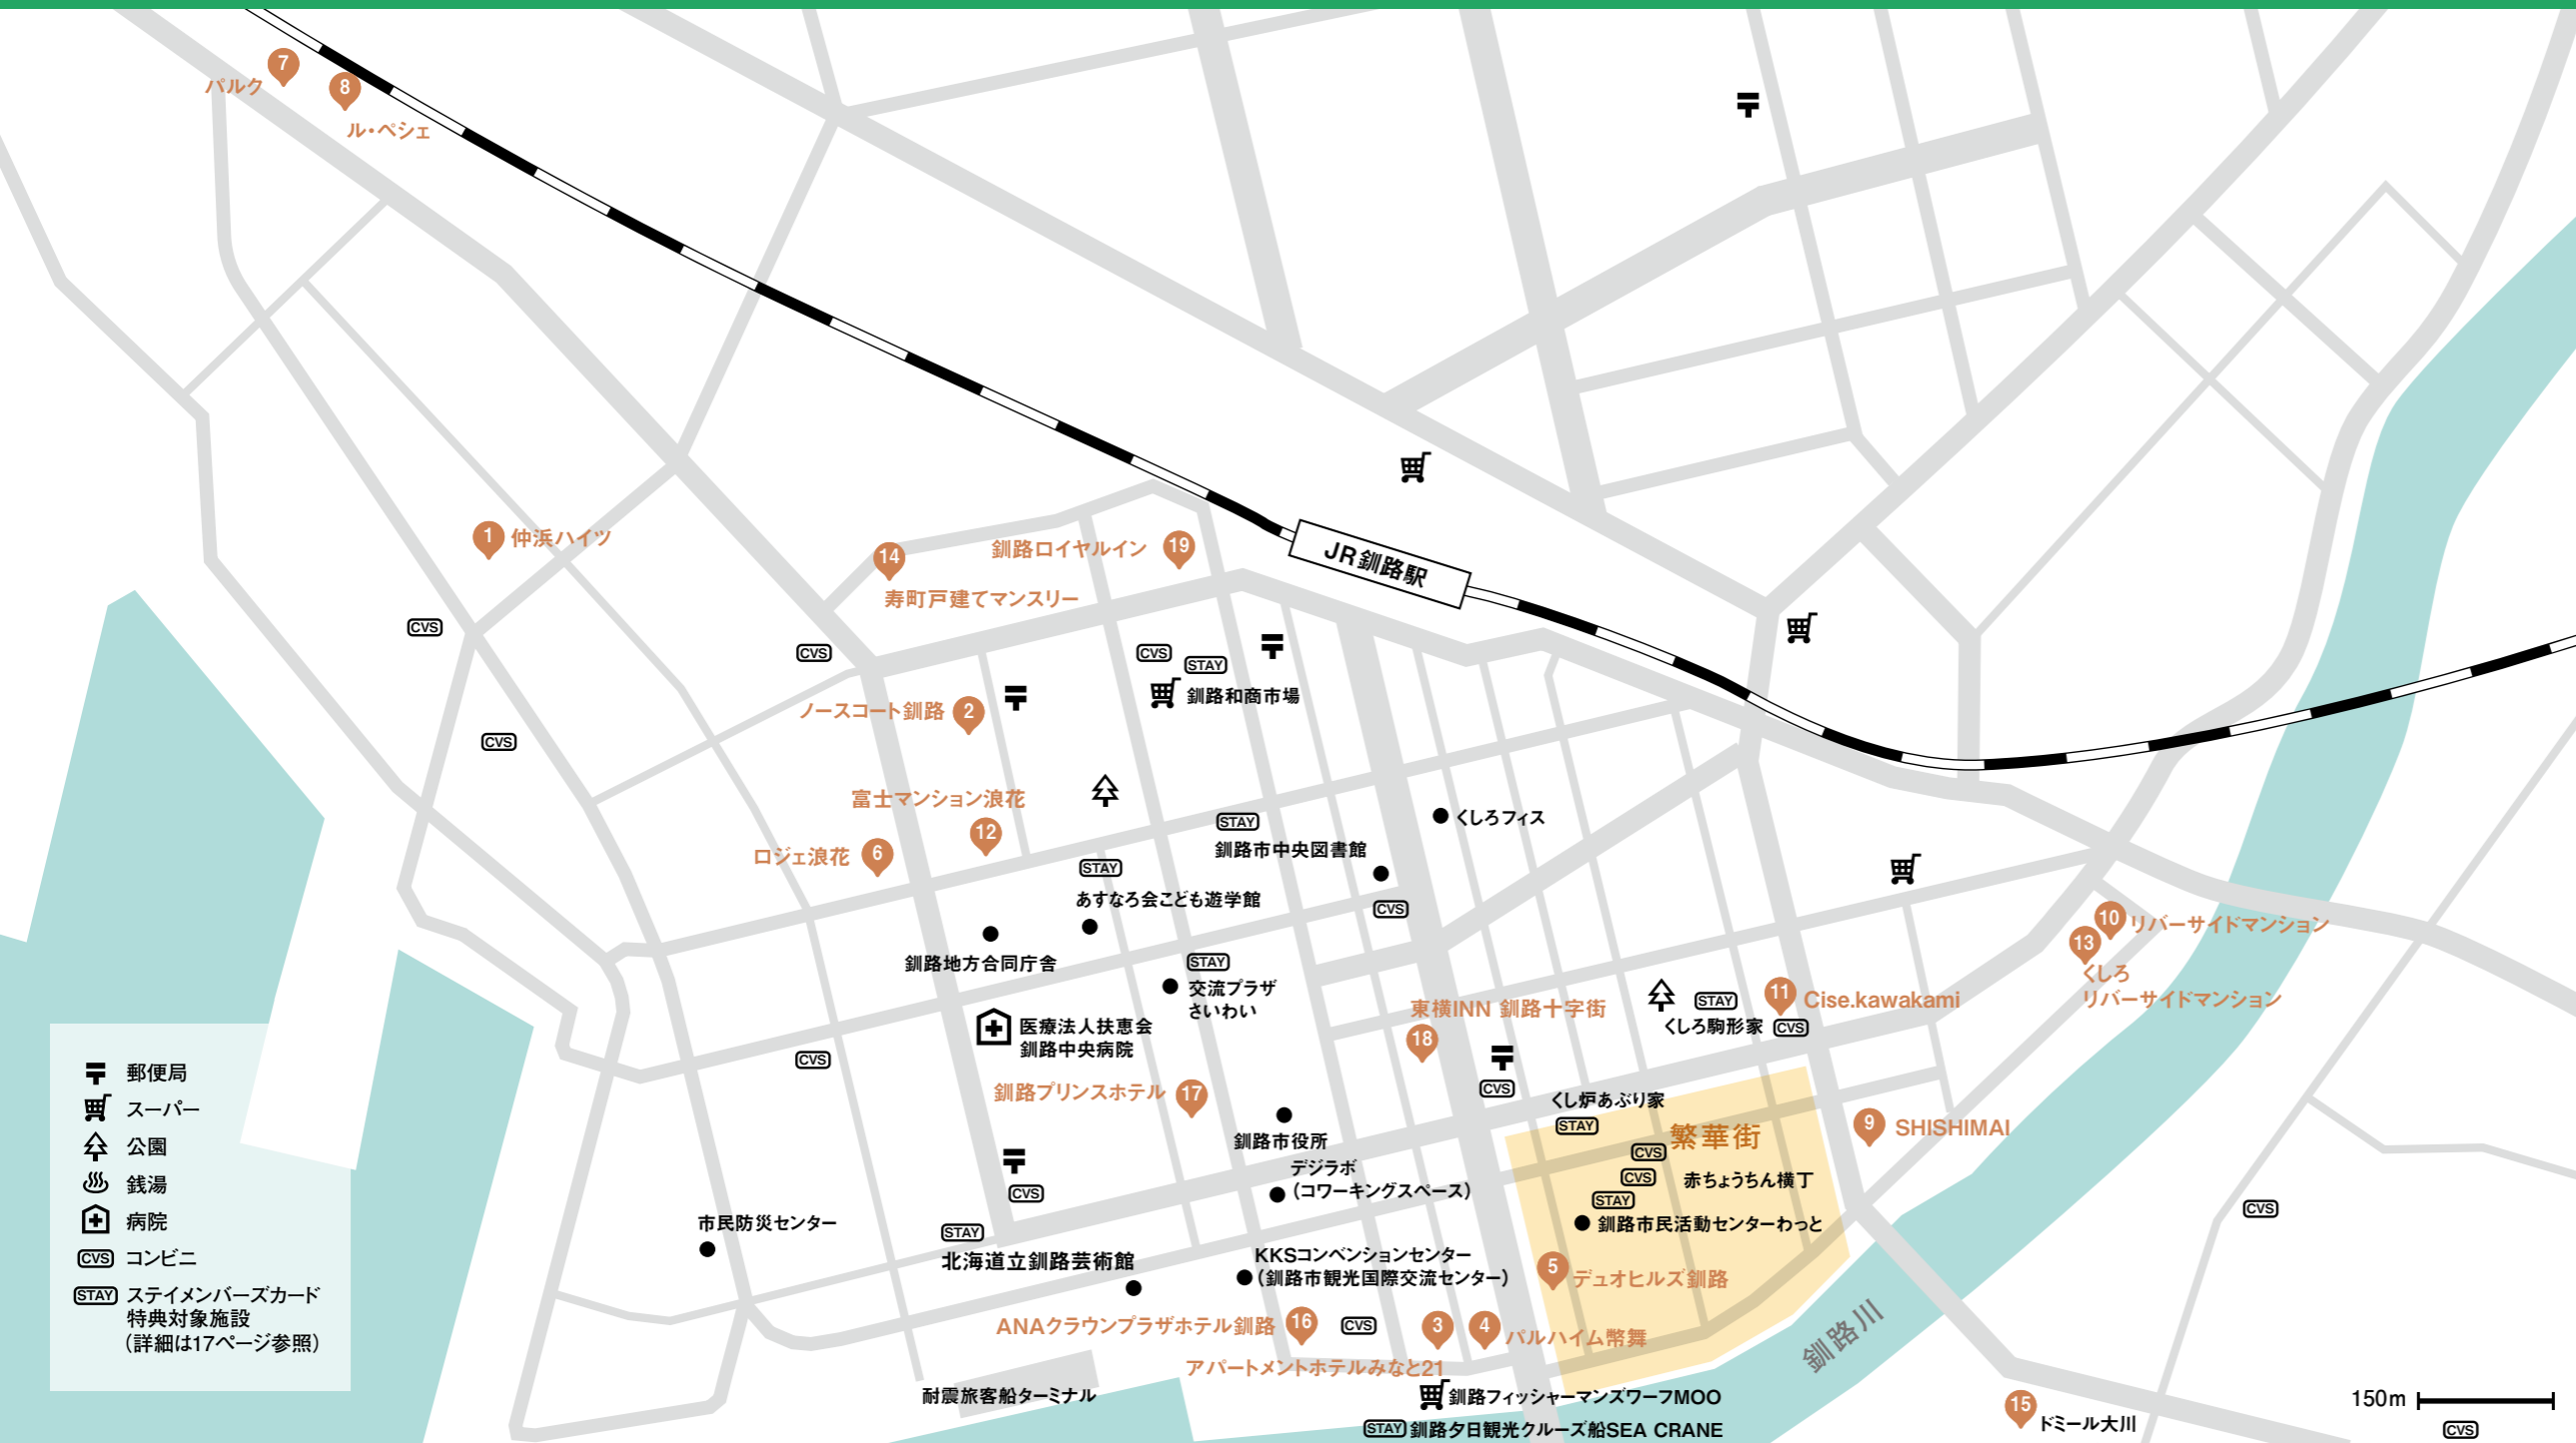 7
パルク
8
ル・ペシェ
1
仲浜ハイツ
14
寿町戸建てマンスリー
釧路ロイヤルイン
19
JR釧路駅
CVS
CVS
CVS
STAY
釧路和商市場
CVS
ノースコート釧路
2
富士マンション浪花
12
ロジェ浪花
6
STAY
あすなろ会こども遊学館
STAY
釧路市中央図書館
くしろフィス
CVS
釧路地方合同庁舎
STAY
交流プラザ
さいわい
医療法人扶恵会
釧路中央病院
CVS
釧路プリンスホテル
17
東横INN 釧路十字街
18
CVS
STAY
くしろ駒形家
CVS
11
Cise.kawakami
10
リバーサイドマンション
13
くしろ
リバーサイドマンション
9
SHISHIMAI
くし炉あぶり家
STAY
繁華街
CVS
CVS
赤ちょうちん横丁
STAY
釧路市民活動センターわっと
釧路市役所
デジラボ
（コワーキングスペース）
CVS
市民防災センター
STAY
北海道立釧路芸術館
KKSコンベンションセンター
（釧路市観光国際交流センター）
5
デュオヒルズ釧路
ANAクラウンプラザホテル釧路
16
CVS
3
4
パルハイム幣舞
アパートメントホテルみなと21
耐震旅客船ターミナル
釧路フィッシャーマンズワーフMOO
STAY
釧路夕日観光クルーズ船SEA CRANE
釧路川
CVS
15
ドミール大川
150m
CVS
郵便局
スーパー
公園
銭湯
病院
CVS コンビニ
STAY ステイメンバーズカード
特典対象施設
（詳細は17ページ参照）